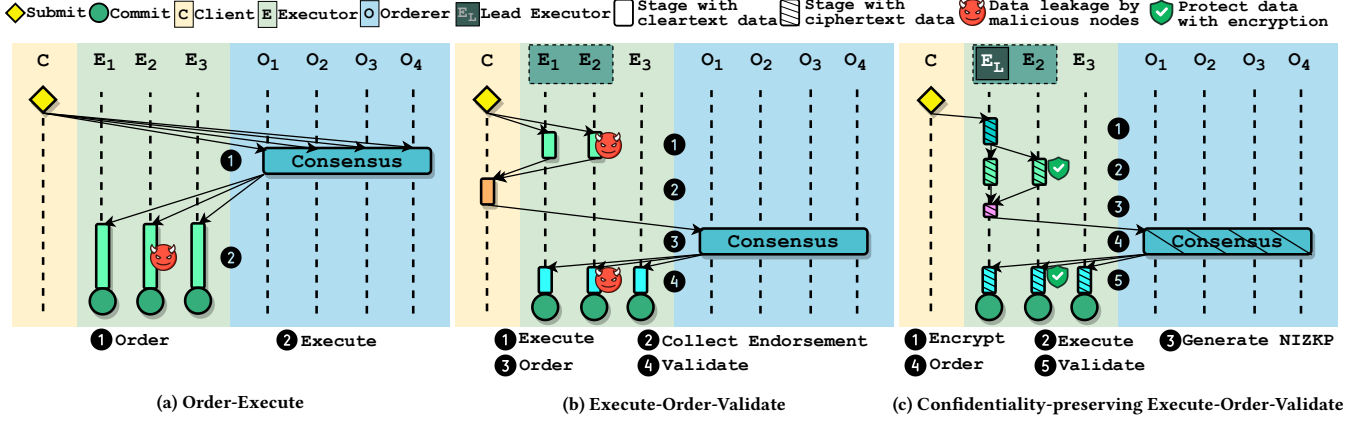 Submit Commit C Client E Executor O Orderer E_L Lead Executor Stage with cleartext data Stage with ciphertext data Data leakage by malicious nodes Protect data with encryption
C E1 E2 E3 O1 O2 O3 O4
1 Consensus
2
1 Order 2 Execute
(a) Order-Execute
C E1 E2 E3 O1 O2 O3 O4
1
2
3 Consensus
4
1 Execute 2 Collect Endorsement
3 Order 4 Validate
(b) Execute-Order-Validate
C E_L E2 E3 O1 O2 O3 O4
1
2
3
4 Consensus
5
1 Encrypt 2 Execute 3 Generate NIZKP
4 Order 5 Validate
(c) Confidentiality-preserving Execute-Order-Validate